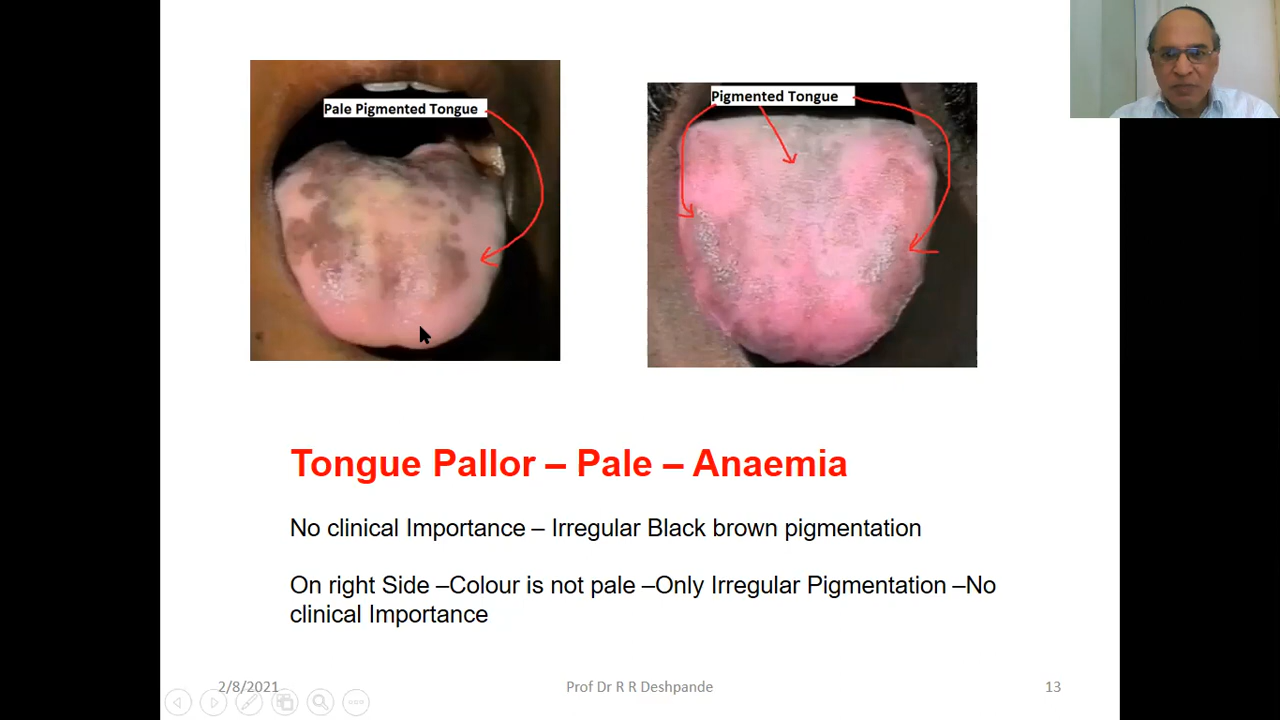 Pale Pigmented Tongue
Pigmented Tongue
Tongue Pallor – Pale – Anaemia
No clinical Importance – Irregular Black brown pigmentation
On right Side –Colour is not pale –Only Irregular Pigmentation –No
clinical Importance
2/8/2021
Prof Dr R R Deshpande
13